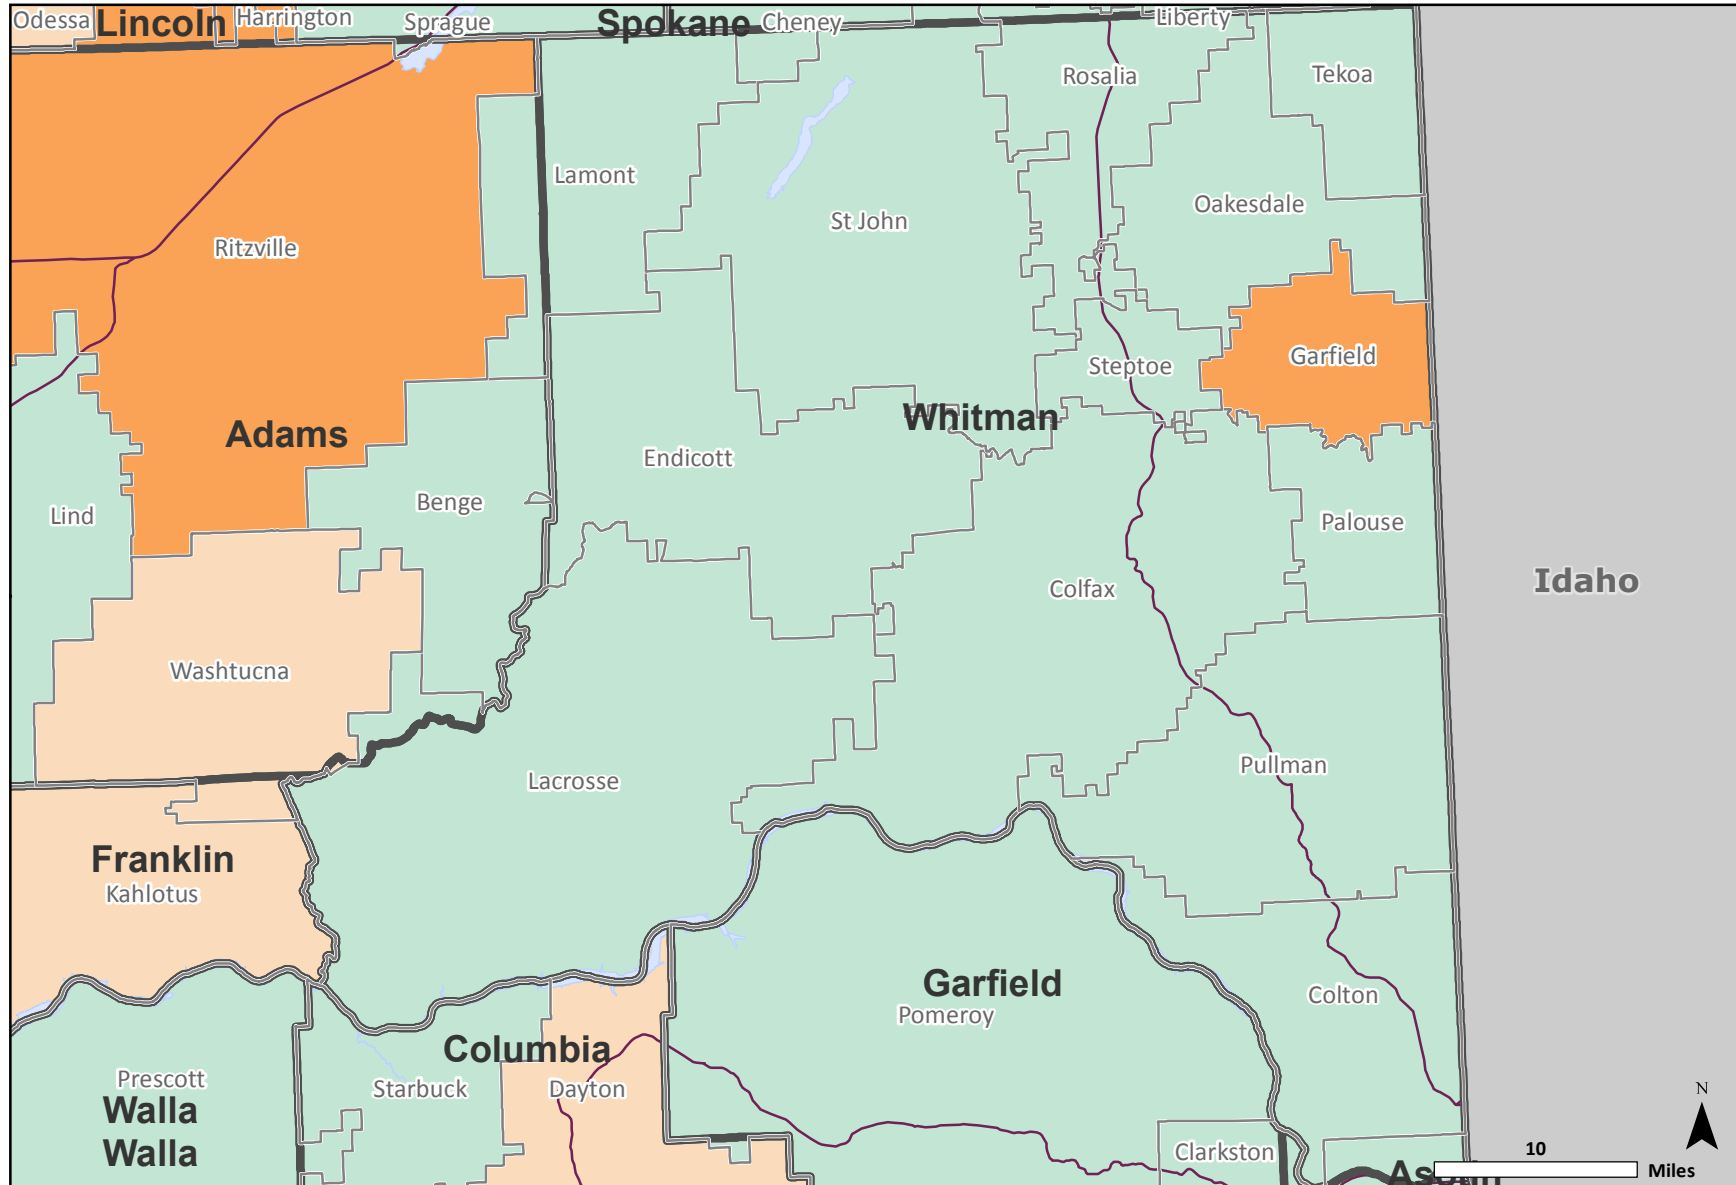 Odessa
Lincoln
Harrington
Sprague
Spokane
Cheney
Liberty
Rosalia
Tekoa
Lamont
St John
Oakesdale
Ritzville
Steptoe
Garfield
Adams
Whitman
Endicott
Benge
Lind
Palouse
Idaho
Colfax
Washtucna
Lacrosse
Pullman
Franklin
Kahlotus
Garfield
Pomeroy
Colton
Columbia
Prescott
Starbuck
Dayton
Walla
Walla
Clarkston
N
10
Miles